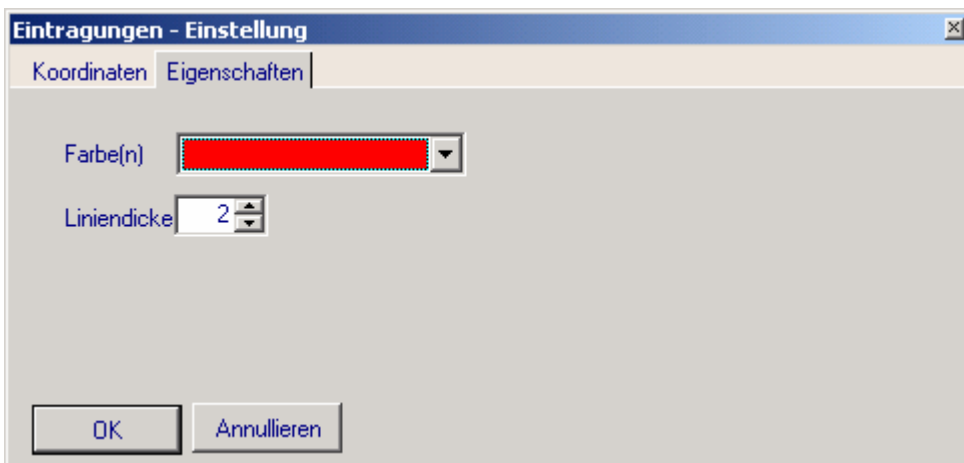 Eintragungen - Einstellung
Koordinaten Eigenschaften
Farbe(n)
Liniendicke 2
OK Annullieren